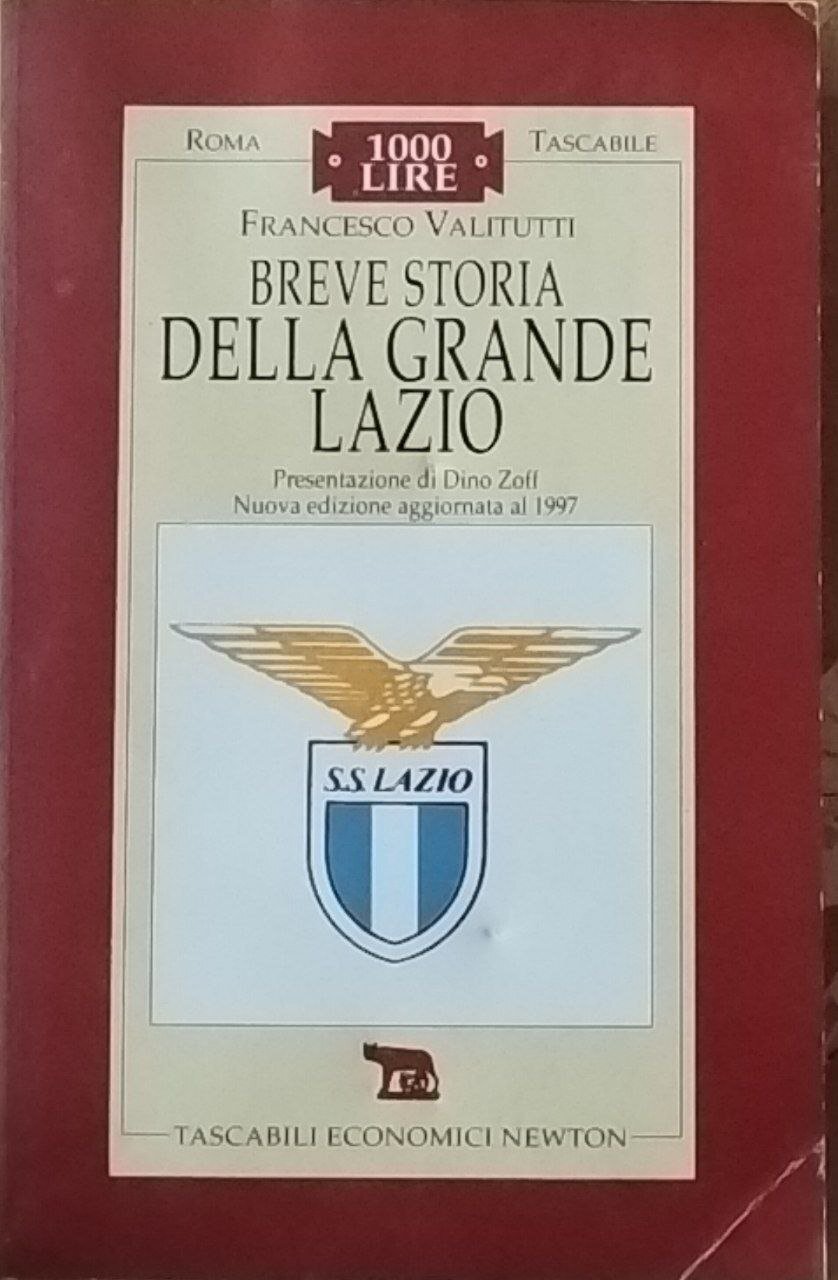 ROMA
1000
LIRE
TASCABILE
FRANCESCO VALITUTTI
BREVE STORIA
DELLA GRANDE
LAZIO
Presentazione di Dino Zoff
Nuova edizione aggiornata al 1997
S.S. LAZIO
TASCABILI ECONOMICI NEWTON